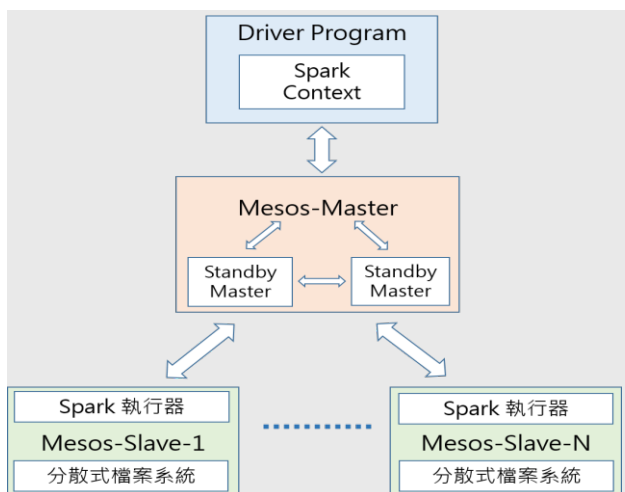 Driver Program
Spark
Context
Mesos-Master
Standby
Master
Standby
Master
Spark 執行器
Mesos-Slave-1
分散式檔案系統
Spark 執行器
Mesos-Slave-N
分散式檔案系統